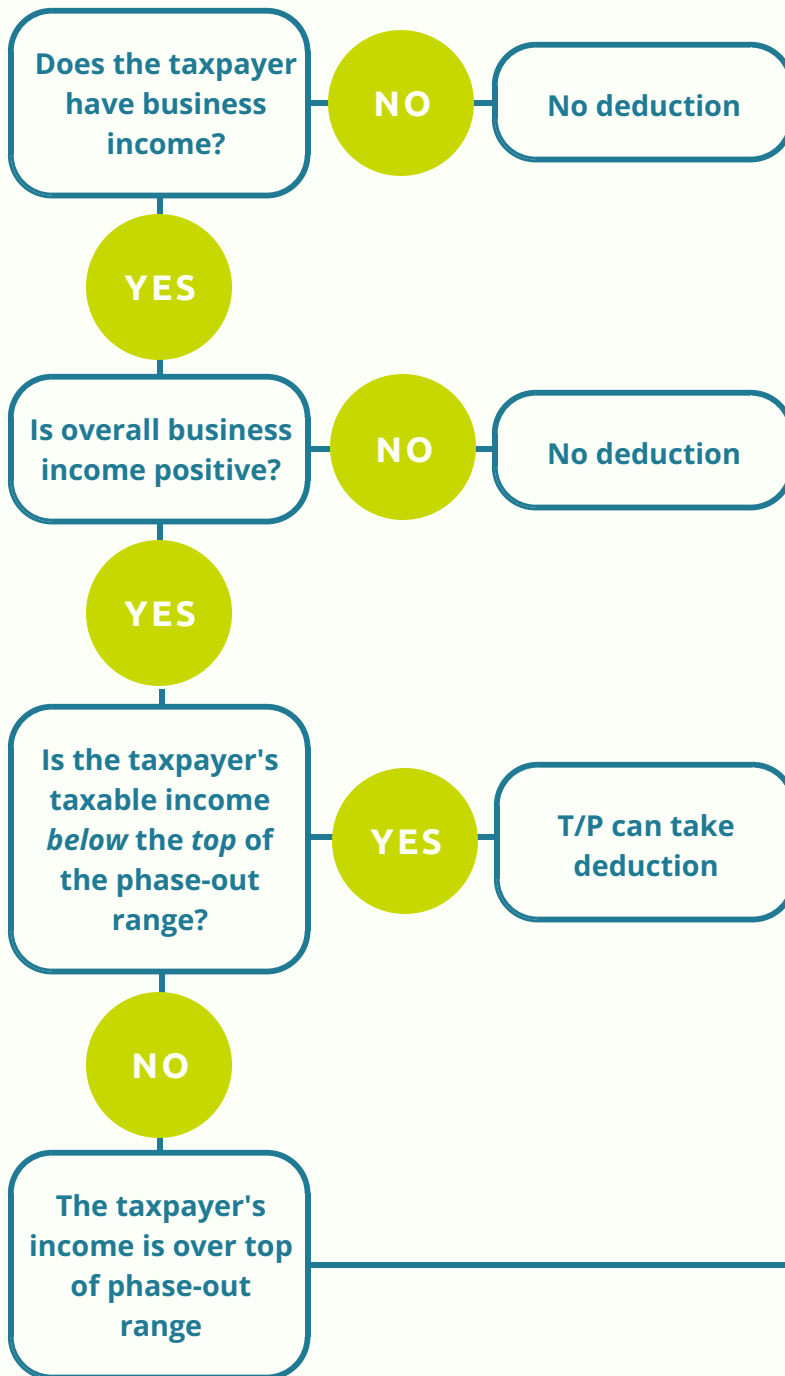 Does the taxpayer
have business
income?
NO
No deduction
YES
Is overall business
income positive?
NO
No deduction
YES
Is the taxpayer's
taxable income
below the top of
the phase-out
range?
YES
T/P can take
deduction
NO
The taxpayer's
income is over top
of phase-out
range